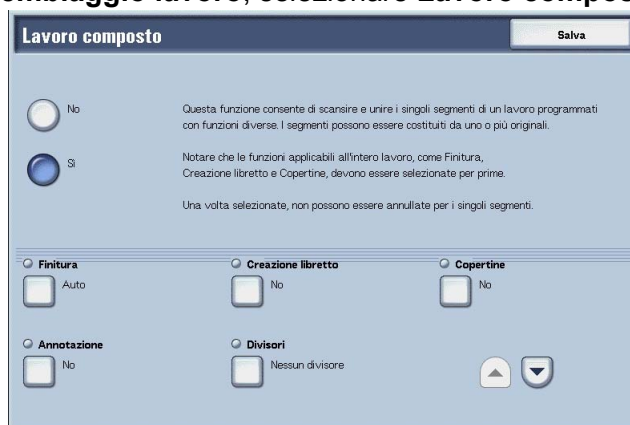 Lavoro composto
Salva
No
Questa funzione consente di scansire e unire i singoli segmenti di un lavoro programmati
con funzioni diverse. I segmenti possono essere costituiti da uno o più originali.
Sì
Notare che le funzioni applicabili all'intero lavoro, come Finitura,
Creazione libretto e Copertine, devono essere selezionate per prime.
Una volta selezionate, non possono essere annullate per i singoli segmenti.
Finitura
Auto
Creazione libretto
No
Copertine
No
Annotazione
No
Divisori
Nessun divisore